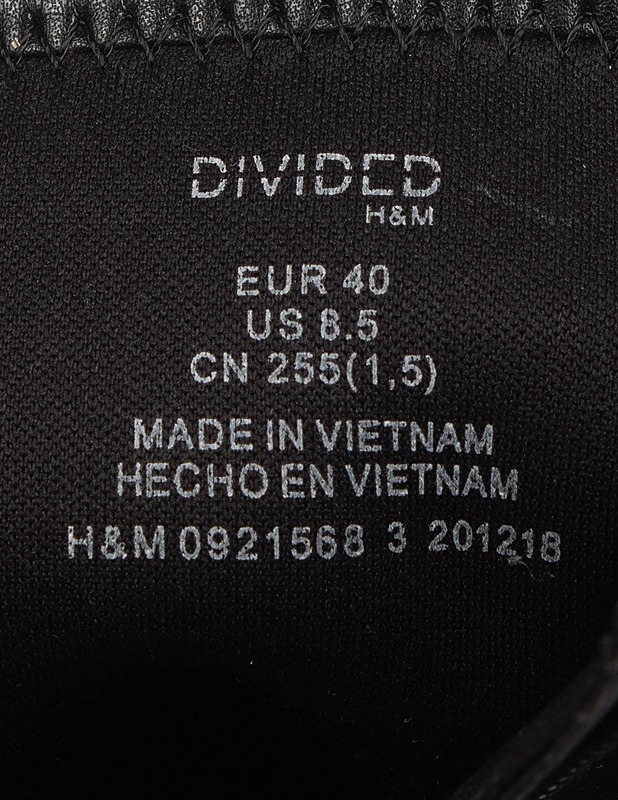 DIVIDED
H&M
EUR 40
US 8.5
CN 255(1,5)
MADE IN VIETNAM
HECHO EN VIETNAM
H&M 0921568 3 201218